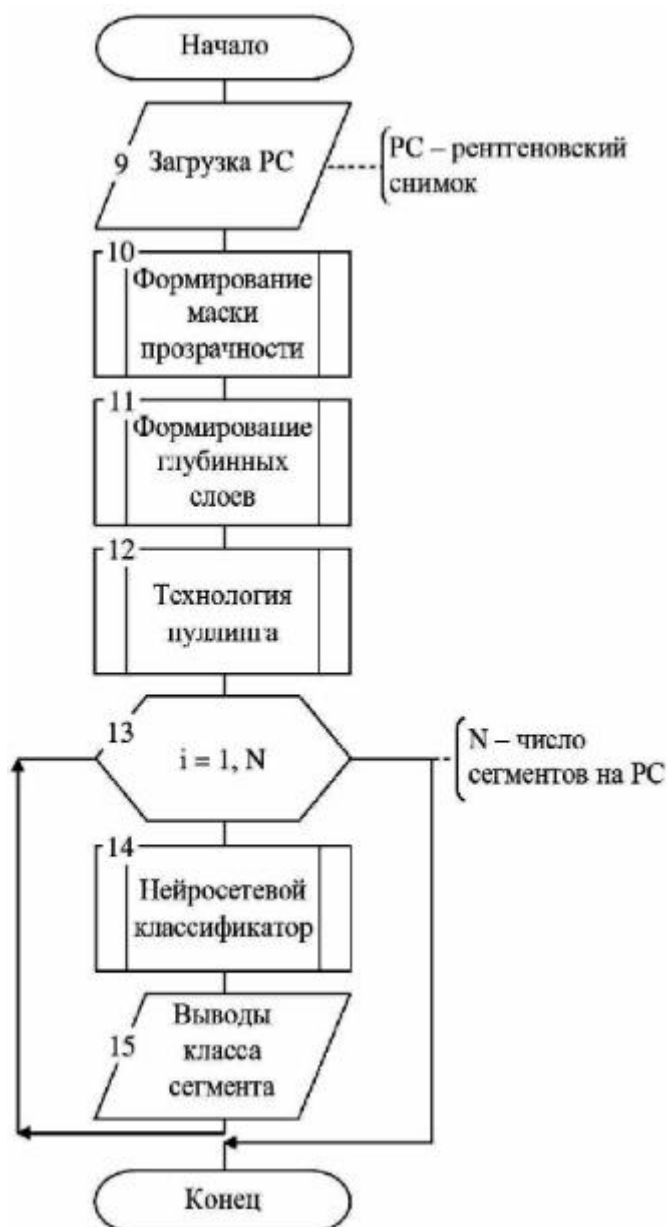 Начало
9 Загрузка РС
РС – рентгеновский
снимок
10
Формирование
маски
прозрачности
11
Формирование
глубинных
слоев
12
Технология
пуллинга
13
i = 1, N
N – число
сегментов на РС
14
Нейросетевой
классификатор
Выводы
15 класса
сегмента
Конец